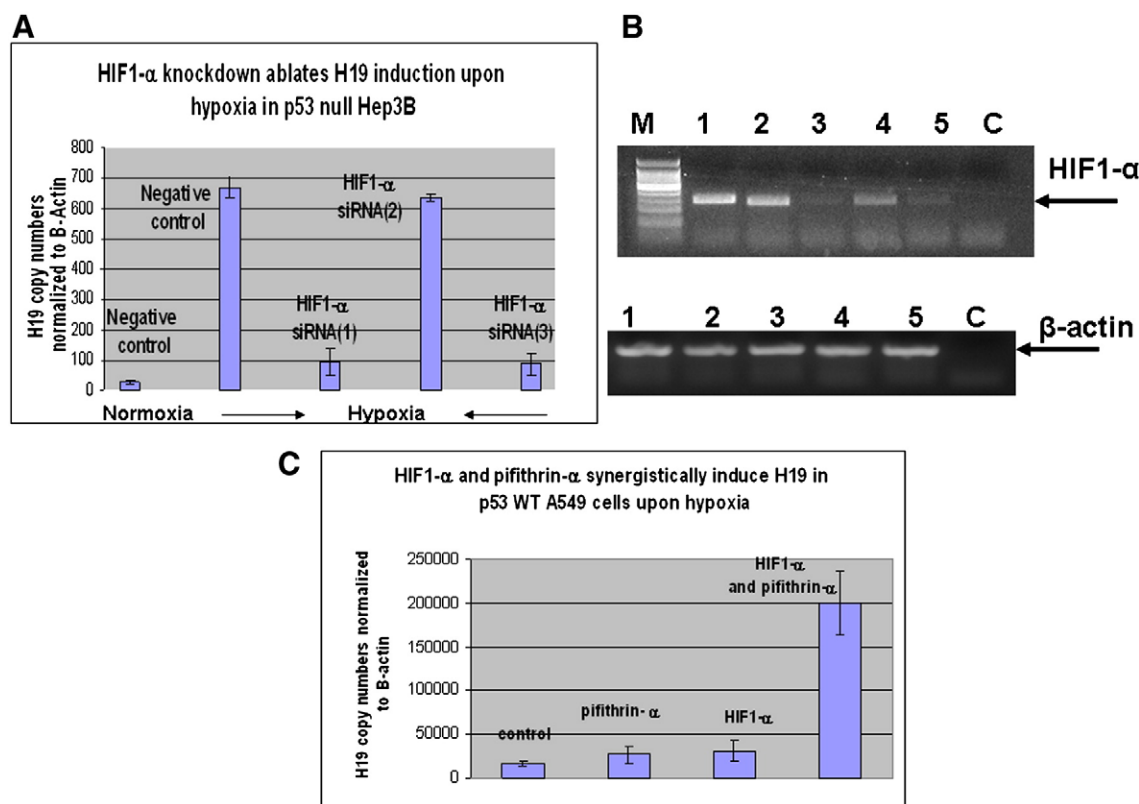 A
HIF1-α knockdown ablates H19 induction upon
hypoxia in p53 null Hep3B
H19 copy numbers
normalized to B-Actin
800
700
600
500
400
300
200
100
0
Negative
control
Negative
control
HIF1-α
siRNA(1)
HIF1-α
siRNA(2)
HIF1-α
siRNA(3)
Normoxia
Hypoxia
B
M 1 2 3 4 5 C
HIF1-α
1 2 3 4 5 C
β-actin
C
HIF1-α and pifithrin-α synergistically induce H19 in
p53 WT A549 cells upon hypoxia
H19 copy numbers normalized
to B-actin
250000
200000
150000
100000
50000
0
control
pifithrin- α
HIF1-α
HIF1-α
and pifithrin-α